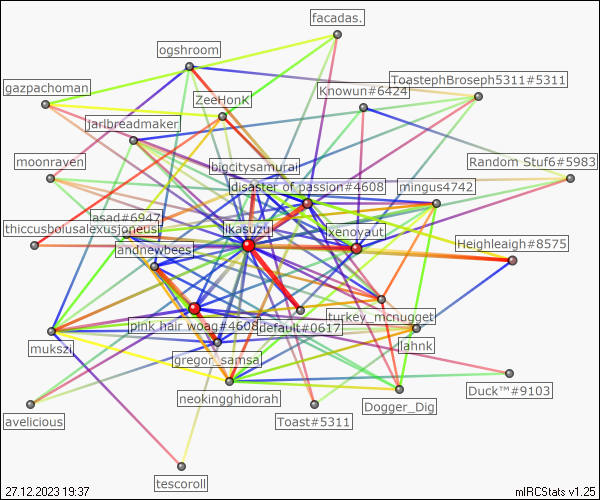 facadas.
ogshroom
ToastephBroseph5311#5311
gazpachoman
Knowun#6424
ZeeHonK
jarlbreadmaker
moonraven
bigcitysamurai
Random Stuf6#5983
disaster of passion#4608
mingus4742
asad#6947
thiccusbolusalexusjoneus
ikasuzu
xenoyaut
Heighleaigh#8575
andnewbees
turkey_mcnugget
pink hair woag#4608
default#0617
mukszi
gregor_samsa
lahnk
Duck™#9103
neokingghidorah
Dogger_Dig
avelicious
Toast#5311
tescoroll
27.12.2023 19:37
mIRCStats v1.25